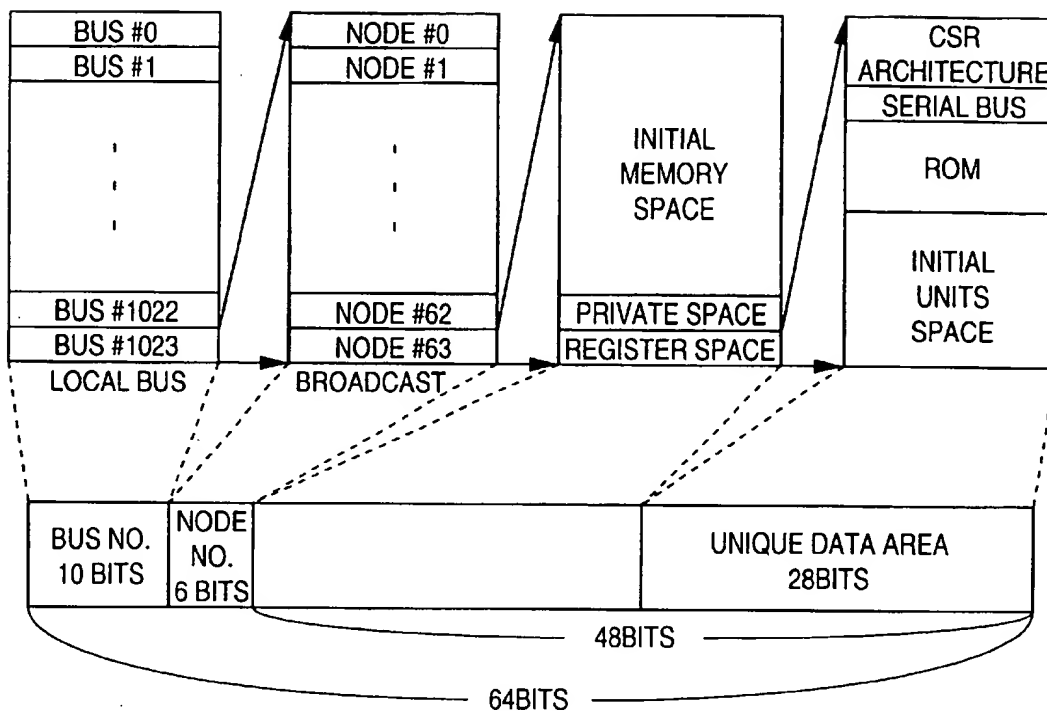 BUS #0
BUS #1
BUS #1022
BUS #1023
LOCAL BUS
NODE #0
NODE #1
NODE #62
NODE #63
BROADCAST
INITIAL
MEMORY
SPACE
PRIVATE SPACE
REGISTER SPACE
CSR
ARCHITECTURE
SERIAL BUS
ROM
INITIAL
UNITS
SPACE
BUS NO.
10 BITS
NODE
NO.
6 BITS
UNIQUE DATA AREA
28BITS
48BITS
64BITS